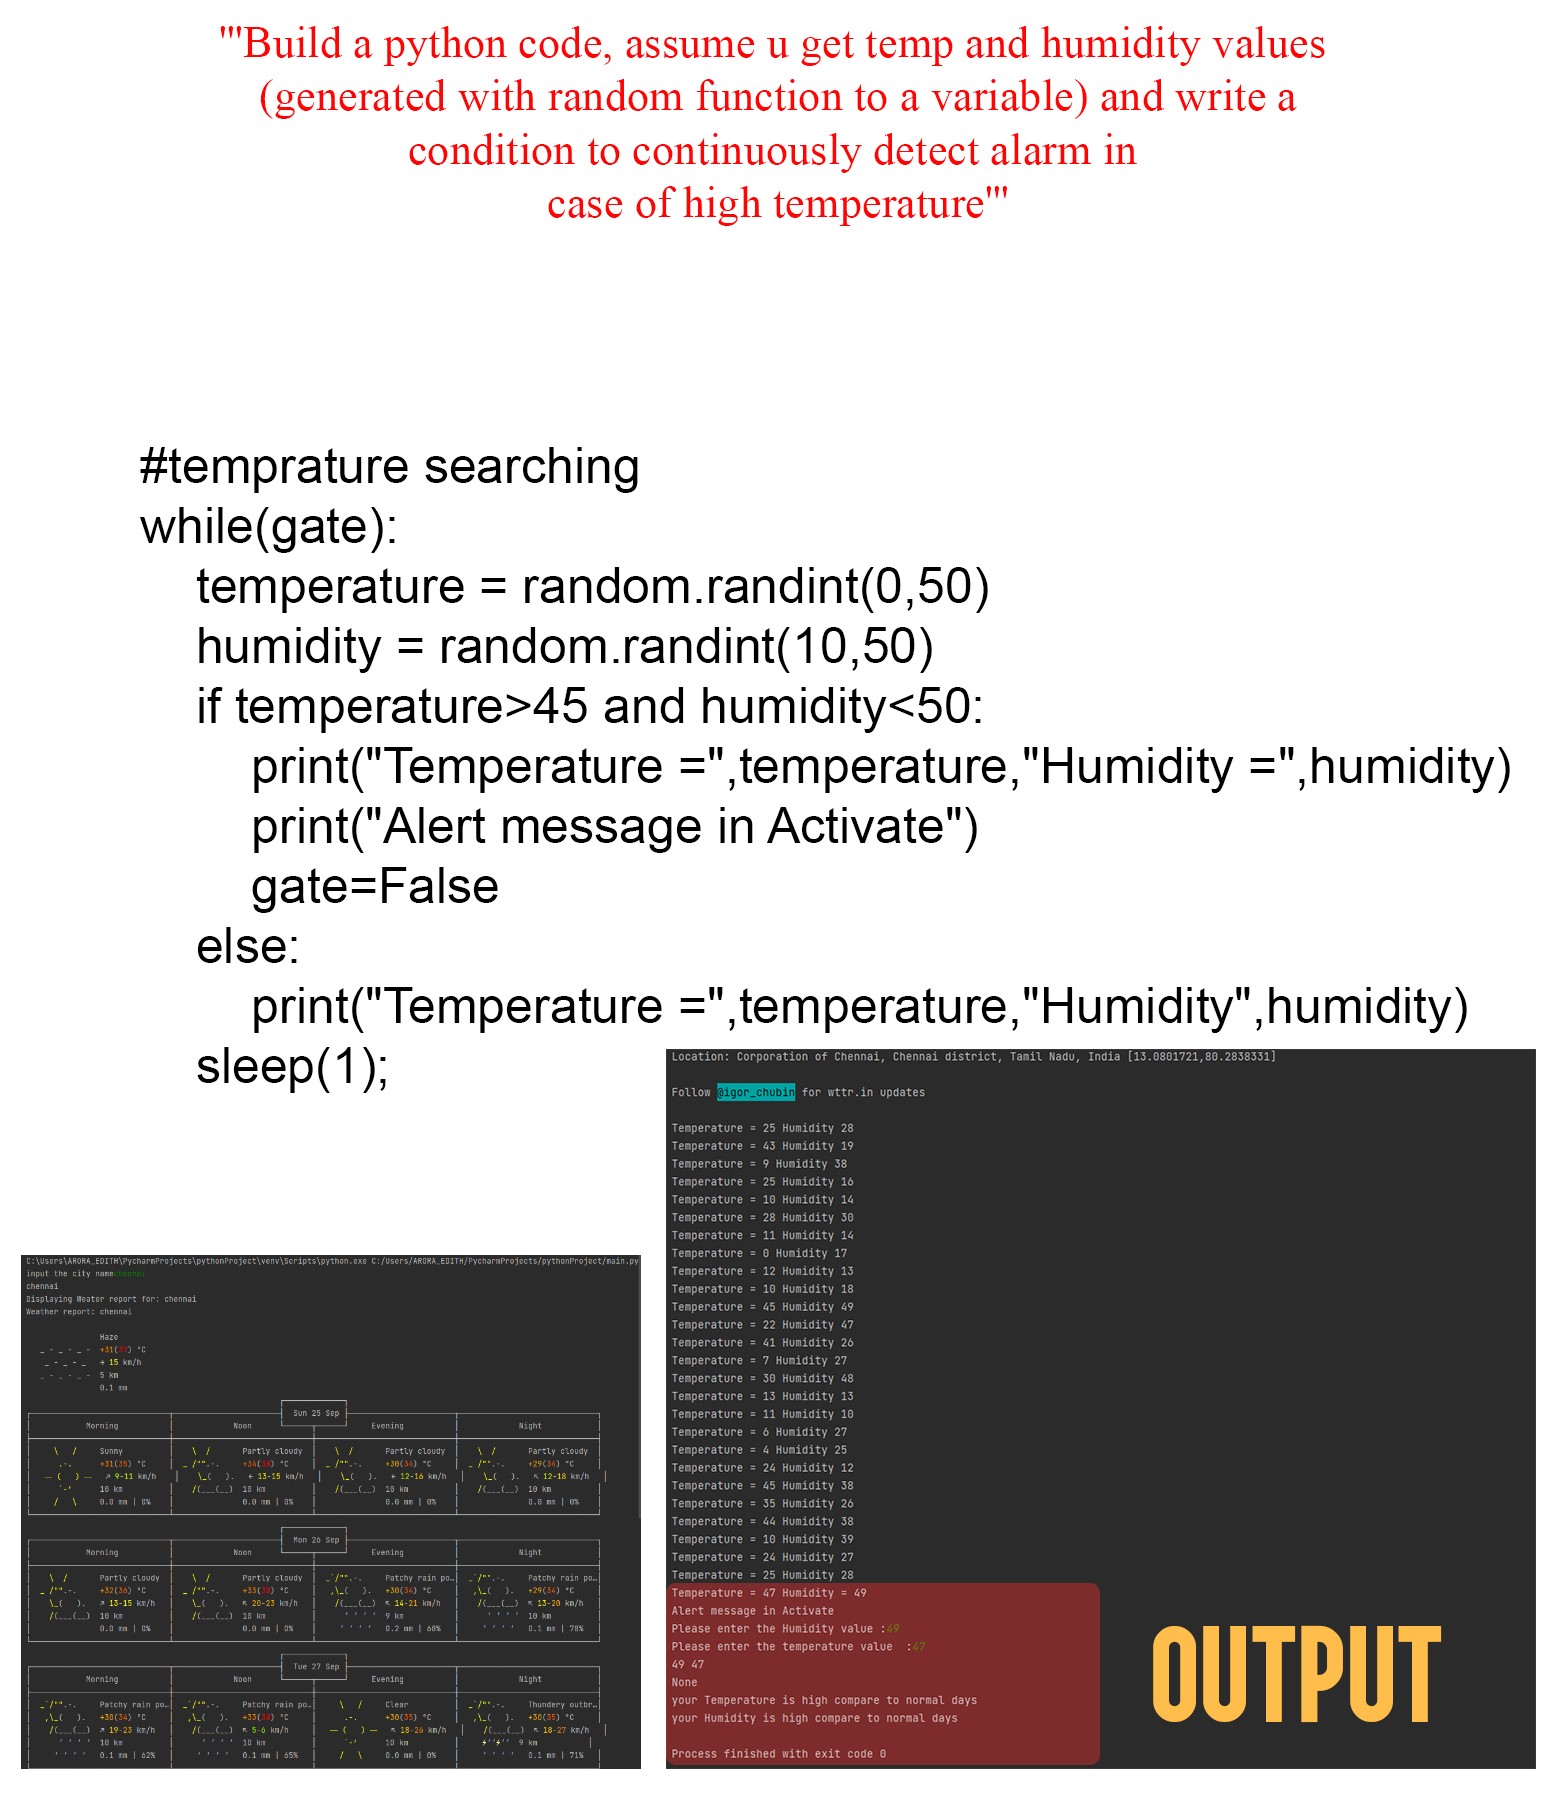 '''Build a python code, assume u get temp and humidity values
(generated with random function to a variable) and write a
condition to continuously detect alarm in
case of high temperature'''
#temprature searching
while(gate):
temperature = random.randint(0,50)
humidity = random.randint(10,50)
if temperature>45 and humidity<50:
print("Temperature =",temperature,"Humidity =",humidity)
print("Alert message in Activate")
gate=False
else:
print("Temperature =",temperature,"Humidity",humidity)
sleep(1);
Location: Corporation of Chennai, Chennai district, Tamil Nadu, India [13.0801721,80.2838331]
Follow @igor_chubin for wttr.in updates
Temperature = 25 Humidity 28
Temperature = 43 Humidity 19
Temperature = 9 Humidity 38
Temperature = 25 Humidity 16
Temperature = 10 Humidity 14
Temperature = 28 Humidity 30
Temperature = 11 Humidity 14
Temperature = 0 Humidity 17
Temperature = 12 Humidity 13
Temperature = 10 Humidity 18
Temperature = 45 Humidity 49
Temperature = 22 Humidity 47
Temperature = 41 Humidity 26
Temperature = 7 Humidity 27
Temperature = 30 Humidity 48
Temperature = 13 Humidity 13
Temperature = 11 Humidity 10
Temperature = 6 Humidity 27
Temperature = 4 Humidity 25
Temperature = 24 Humidity 12
Temperature = 45 Humidity 38
Temperature = 35 Humidity 26
Temperature = 44 Humidity 38
Temperature = 10 Humidity 39
Temperature = 24 Humidity 27
Temperature = 25 Humidity 28
Temperature = 47 Humidity = 49
Alert message in Activate
Please enter the Humidity value :49
Please enter the temperature value :47
49 47
None
your Temperature is high compare to normal days
your Humidity is high compare to normal days
Process finished with exit code 0
OUTPUT
C:\Users\ARORA_EDITH\PycharmProjects\pythonProject\venv\Scripts\python.exe C:/Users/ARORA_EDITH/PycharmProjects/pythonProject/main.py
input the city name:chennai
chennai
Displaying Weater report for: chennai
Weather report: chennai
Haze
+31(37) °C
→ 15 km/h
5 km
0.1 mm
Sun 25 Sep
Morning Noon Evening Night
Sunny Partly cloudy Partly cloudy Partly cloudy
+31(35) °C +34(38) °C +30(34) °C +29(34) °C
↗ 9-11 km/h ← 13-15 km/h ← 12-16 km/h ↖ 12-18 km/h
10 km 10 km 10 km 10 km
0.0 mm | 0% 0.0 mm | 0% 0.0 mm | 0% 0.0 mm | 0%
Mon 26 Sep
Morning Noon Evening Night
Partly cloudy Partly cloudy Patchy rain po… Patchy rain po…
+32(36) °C +33(38) °C +30(34) °C +29(34) °C
↗ 13-15 km/h ↖ 20-23 km/h ↖ 14-21 km/h ↖ 13-20 km/h
10 km 10 km 9 km 10 km
0.0 mm | 0% 0.0 mm | 0% 0.2 mm | 68% 0.1 mm | 78%
Tue 27 Sep
Morning Noon Evening Night
Patchy rain po… Patchy rain po… Clear Thundery outbr…
+30(34) °C +33(38) °C +30(35) °C +30(35) °C
↗ 19-23 km/h ↖ 5-6 km/h ↖ 18-26 km/h ↖ 18-27 km/h
10 km 10 km 10 km 9 km
0.1 mm | 62% 0.1 mm | 65% 0.0 mm | 0% 0.1 mm | 71%